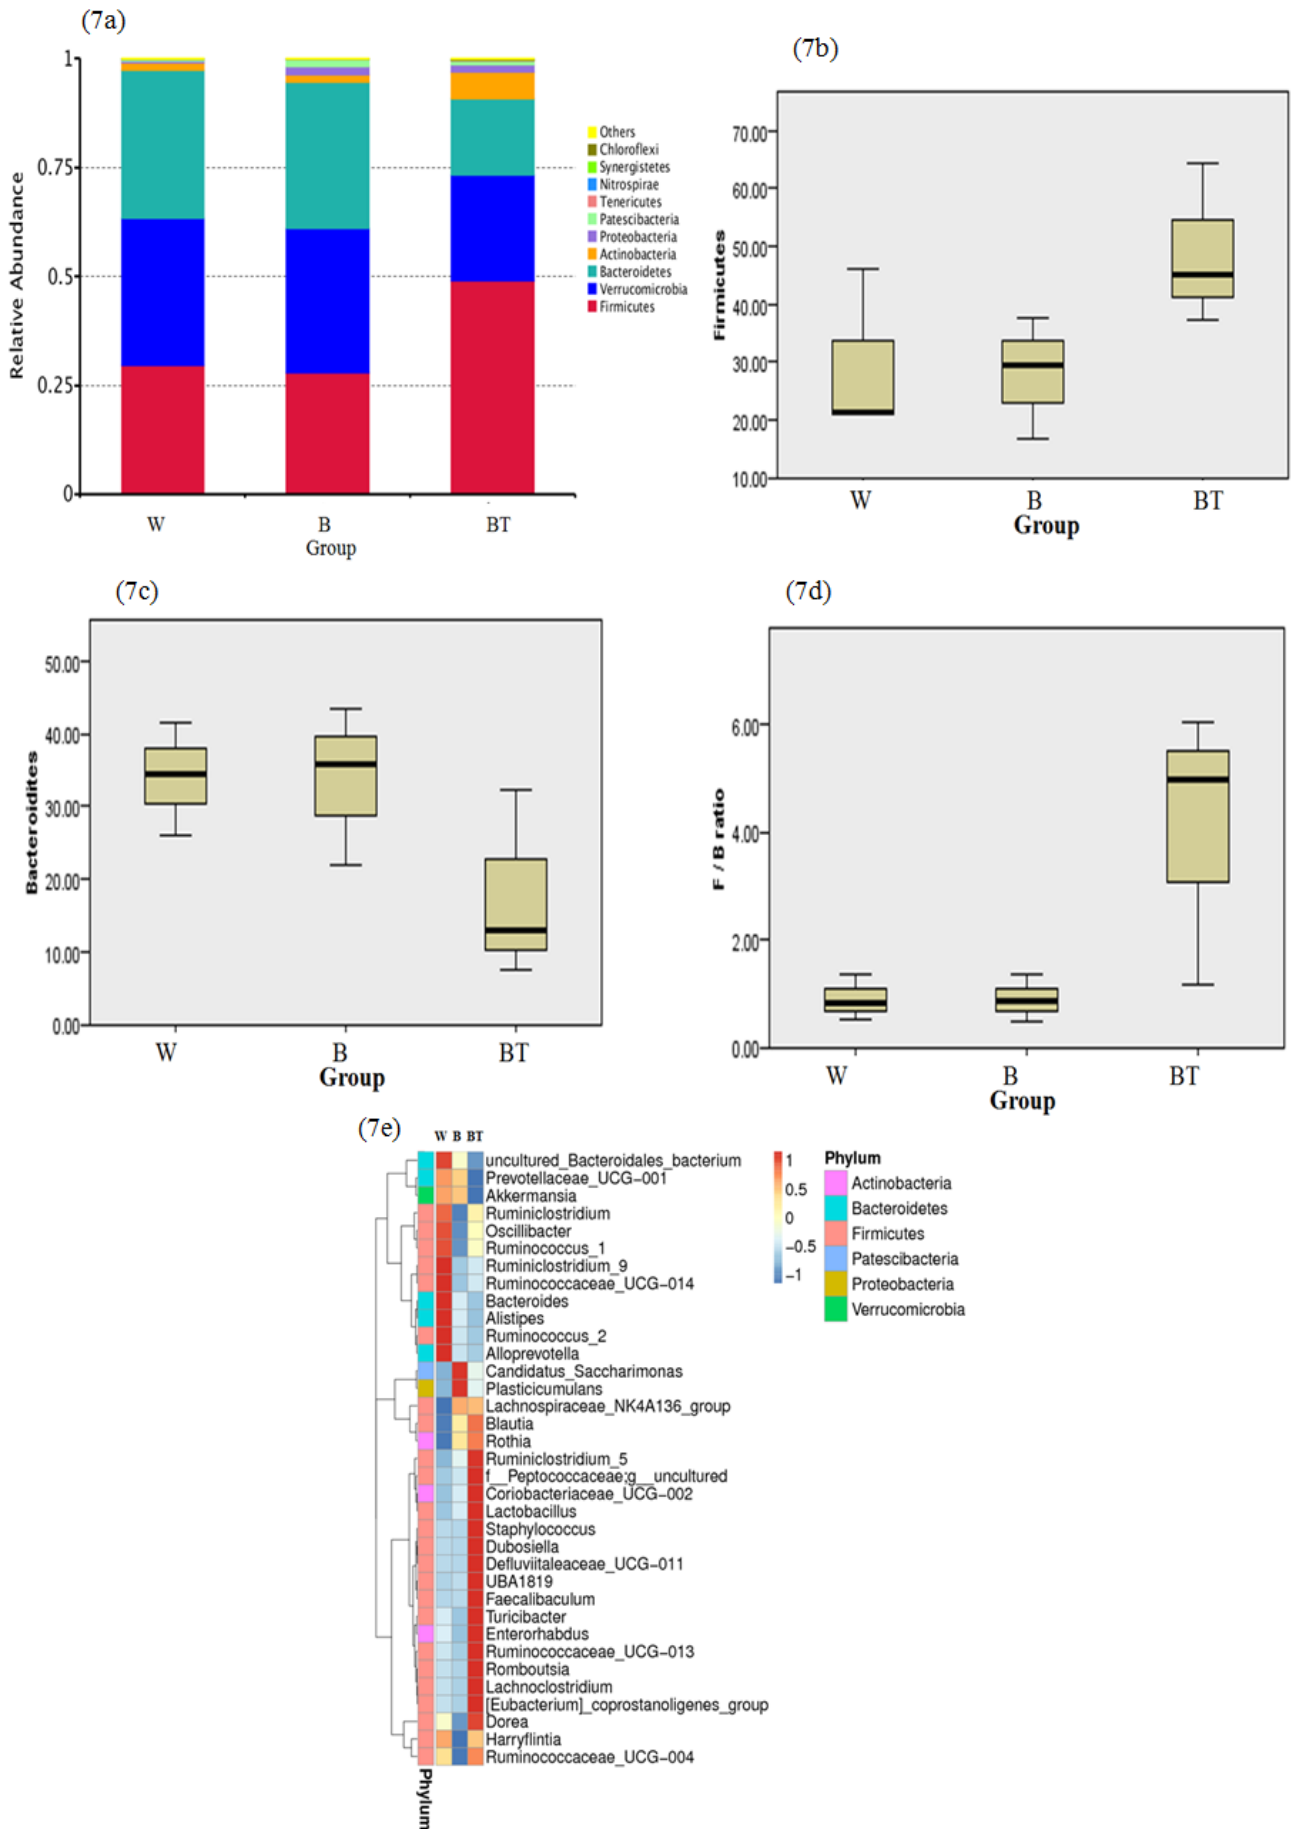 (7a)
1
0.75
0.5
0.25
0
Relative Abundance
W B BT
Group
Others
Chloroflexi
Synergistetes
Nitrospirae
Tenericutes
Patescibacteria
Proteobacteria
Actinobacteria
Bacteroidetes
Verrucomicrobia
Firmicutes
(7b)
70.00
60.00
50.00
40.00
30.00
20.00
10.00
Firmicutes
W B BT
Group
(7c)
50.00
40.00
30.00
20.00
10.00
0.00
Bacteroidites
W B BT
Group
(7d)
6.00
4.00
2.00
0.00
F / B ratio
W B BT
Group
(7e)
W B BT
uncultured_Bacteroidales_bacterium
Prevotellaceae_UCG−001
Akkermansia
Ruminiclostridium
Oscillibacter
Ruminococcus_1
Ruminiclostridium_9
Ruminococcaceae_UCG−014
Bacteroides
Alistipes
Ruminococcus_2
Alloprevotella
Candidatus_Saccharimonas
Plasticicumulans
Lachnospiraceae_NK4A136_group
Blautia
Rothia
Ruminiclostridium_5
f__Peptococcaceae;g__uncultured
Coriobacteriaceae_UCG−002
Lactobacillus
Staphylococcus
Dubosiella
Defluviitaleaceae_UCG−011
UBA1819
Faecalibaculum
Turicibacter
Enterorhabdus
Ruminococcaceae_UCG−013
Romboutsia
Lachnoclostridium
[Eubacterium]_coprostanoligenes_group
Dorea
Harryflintia
Ruminococcaceae_UCG−004
Phylum
1
0.5
0
−0.5
−1
Phylum
Actinobacteria
Bacteroidetes
Firmicutes
Patescibacteria
Proteobacteria
Verrucomicrobia